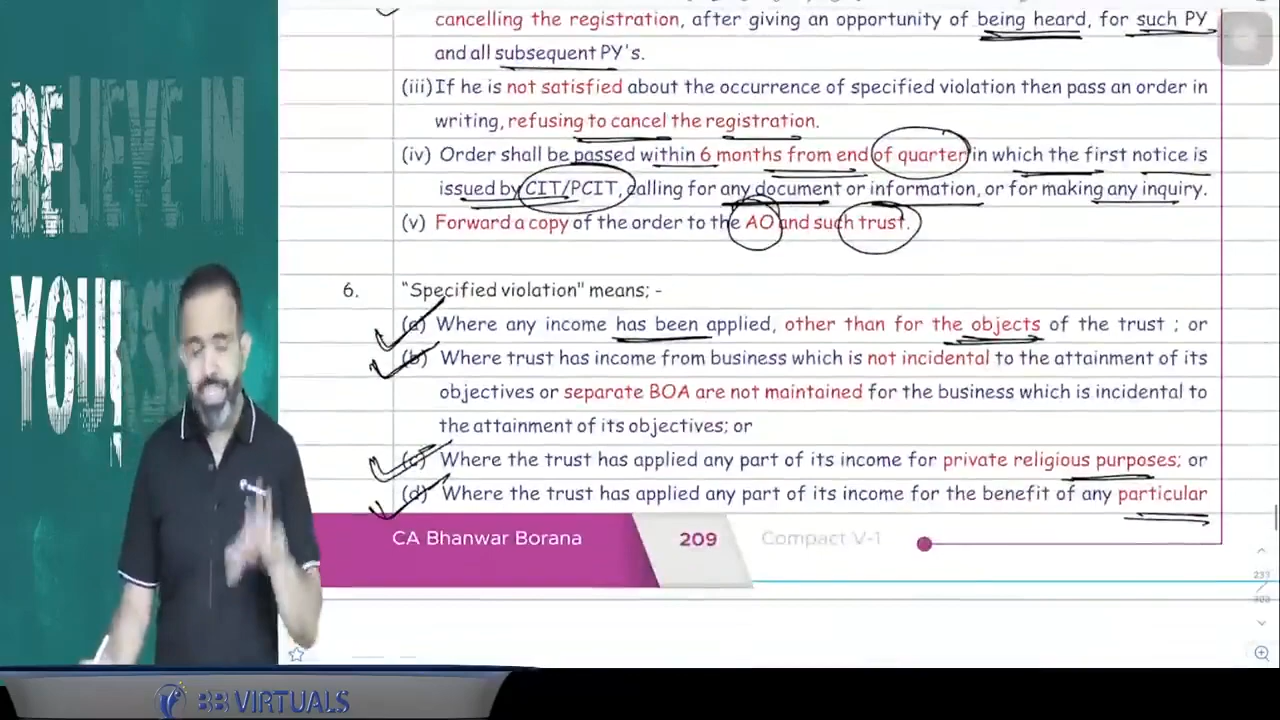 BELIEVE IN
YOURSELF
cancelling the registration, after giving an opportunity of being heard, for such PY
and all subsequent PY's.
(iii) If he is not satisfied about the occurrence of specified violation then pass an order in
writing, refusing to cancel the registration.
(iv) Order shall be passed within 6 months from end of quarter in which the first notice is
issued by CIT/PCIT, calling for any document or information, or for making any inquiry.
(v) Forward a copy of the order to the AO and such trust.
6. "Specified violation" means; -
(a) Where any income has been applied, other than for the objects of the trust ; or
(b) Where trust has income from business which is not incidental to the attainment of its
objectives or separate BOA are not maintained for the business which is incidental to
the attainment of its objectives; or
(c) Where the trust has applied any part of its income for private religious purposes; or
(d) Where the trust has applied any part of its income for the benefit of any particular
CA Bhanwar Borana 209 Compact V-1
BB VIRTUALS